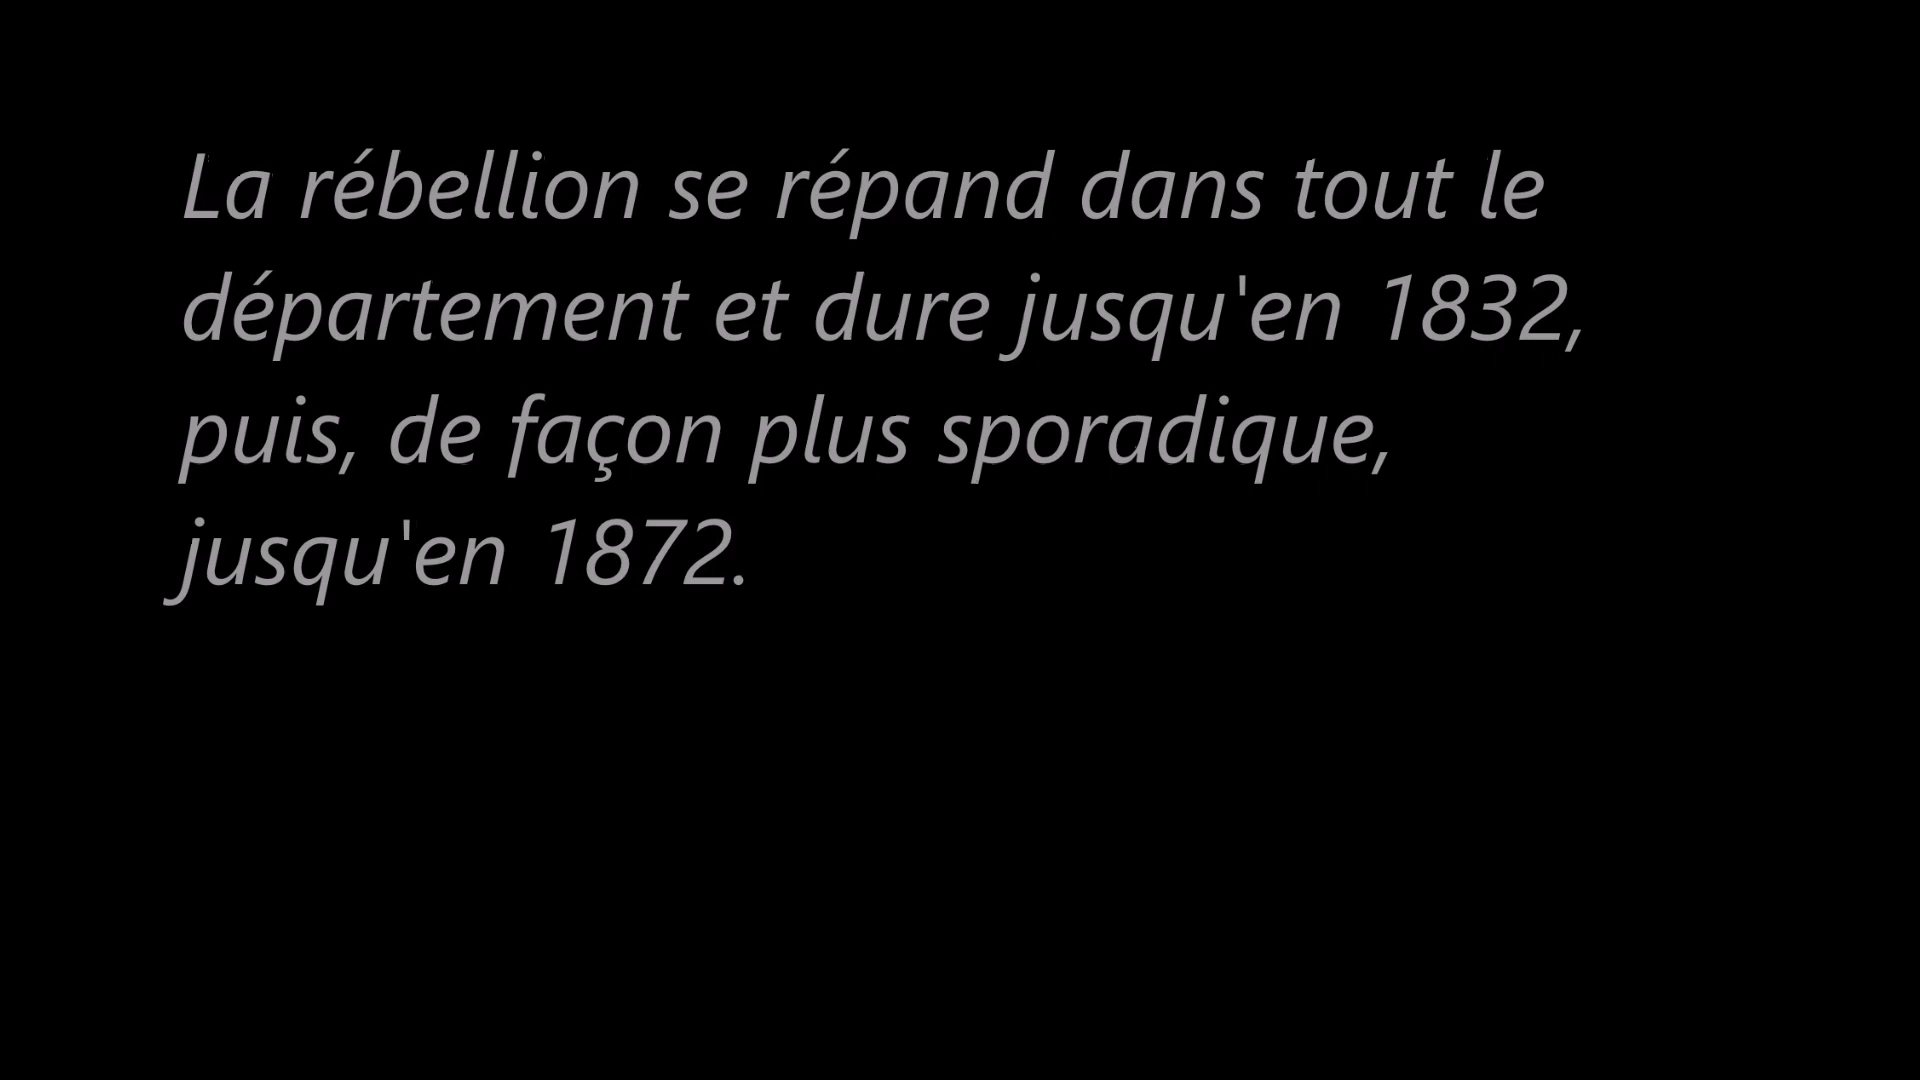 La rébellion se répand dans tout le
département et dure jusqu'en 1832,
puis, de façon plus sporadique,
jusqu'en 1872.